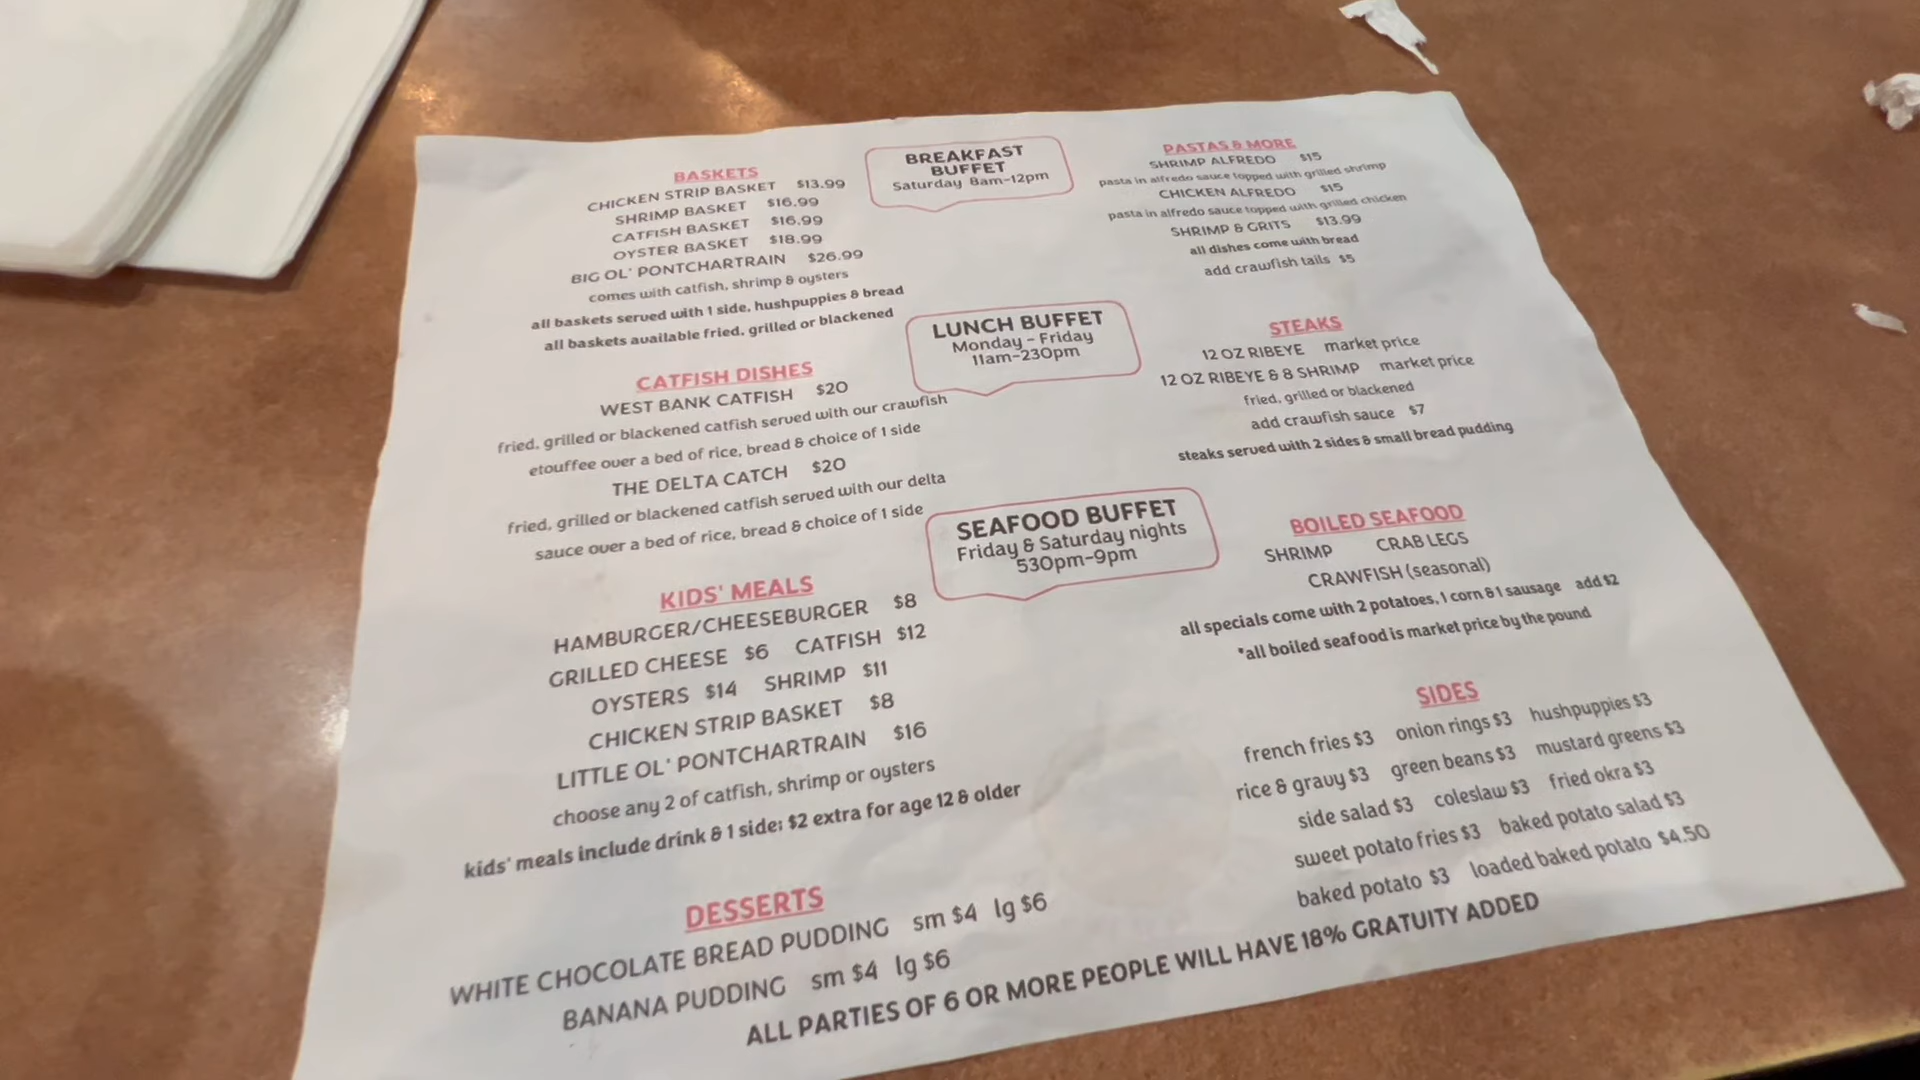 BASKETS
CHICKEN STRIP BASKET $13.99
SHRIMP BASKET $16.99
CATFISH BASKET $16.99
OYSTER BASKET $18.99
BIG OL' PONTCHARTRAIN $26.99
comes with catfish, shrimp & oysters
all baskets served with 1 side, hushpuppies & bread
all baskets available fried, grilled or blackened
CATFISH DISHES
WEST BANK CATFISH $20
fried, grilled or blackened catfish served with our crawfish
etouffee over a bed of rice, bread & choice of 1 side
THE DELTA CATCH $20
fried, grilled or blackened catfish served with our delta
sauce over a bed of rice, bread & choice of 1 side
KIDS' MEALS
HAMBURGER/CHEESEBURGER $8
GRILLED CHEESE $6 CATFISH $12
OYSTERS $14 SHRIMP $11
CHICKEN STRIP BASKET $8
LITTLE OL' PONTCHARTRAIN $16
choose any 2 of catfish, shrimp or oysters
kids' meals include drink & 1 side; $2 extra for age 12 & older
DESSERTS
WHITE CHOCOLATE BREAD PUDDING sm $4 lg $6
BANANA PUDDING sm $4 lg $6
BREAKFAST
BUFFET
Saturday 8am-12pm
LUNCH BUFFET
Monday - Friday
11am-230pm
SEAFOOD BUFFET
Friday & Saturday nights
530pm-9pm
PASTAS & MORE
SHRIMP ALFREDO $15
pasta in alfredo sauce topped with grilled shrimp
CHICKEN ALFREDO $15
pasta in alfredo sauce topped with grilled chicken
SHRIMP & GRITS $13.99
all dishes come with bread
add crawfish tails $5
STEAKS
12 OZ RIBEYE market price
12 OZ RIBEYE & 8 SHRIMP market price
fried, grilled or blackened
add crawfish sauce $7
steaks served with 2 sides & small bread pudding
BOILED SEAFOOD
SHRIMP CRAB LEGS
CRAWFISH (seasonal)
all specials come with 2 potatoes, 1 corn & 1 sausage add $2
*all boiled seafood is market price by the pound
SIDES
french fries $3 onion rings $3 hushpuppies $3
rice & gravy $3 green beans $3 mustard greens $3
side salad $3 coleslaw $3 fried okra $3
sweet potato fries $3 baked potato salad $3
baked potato $3 loaded baked potato $4.50
ALL PARTIES OF 6 OR MORE PEOPLE WILL HAVE 18% GRATUITY ADDED